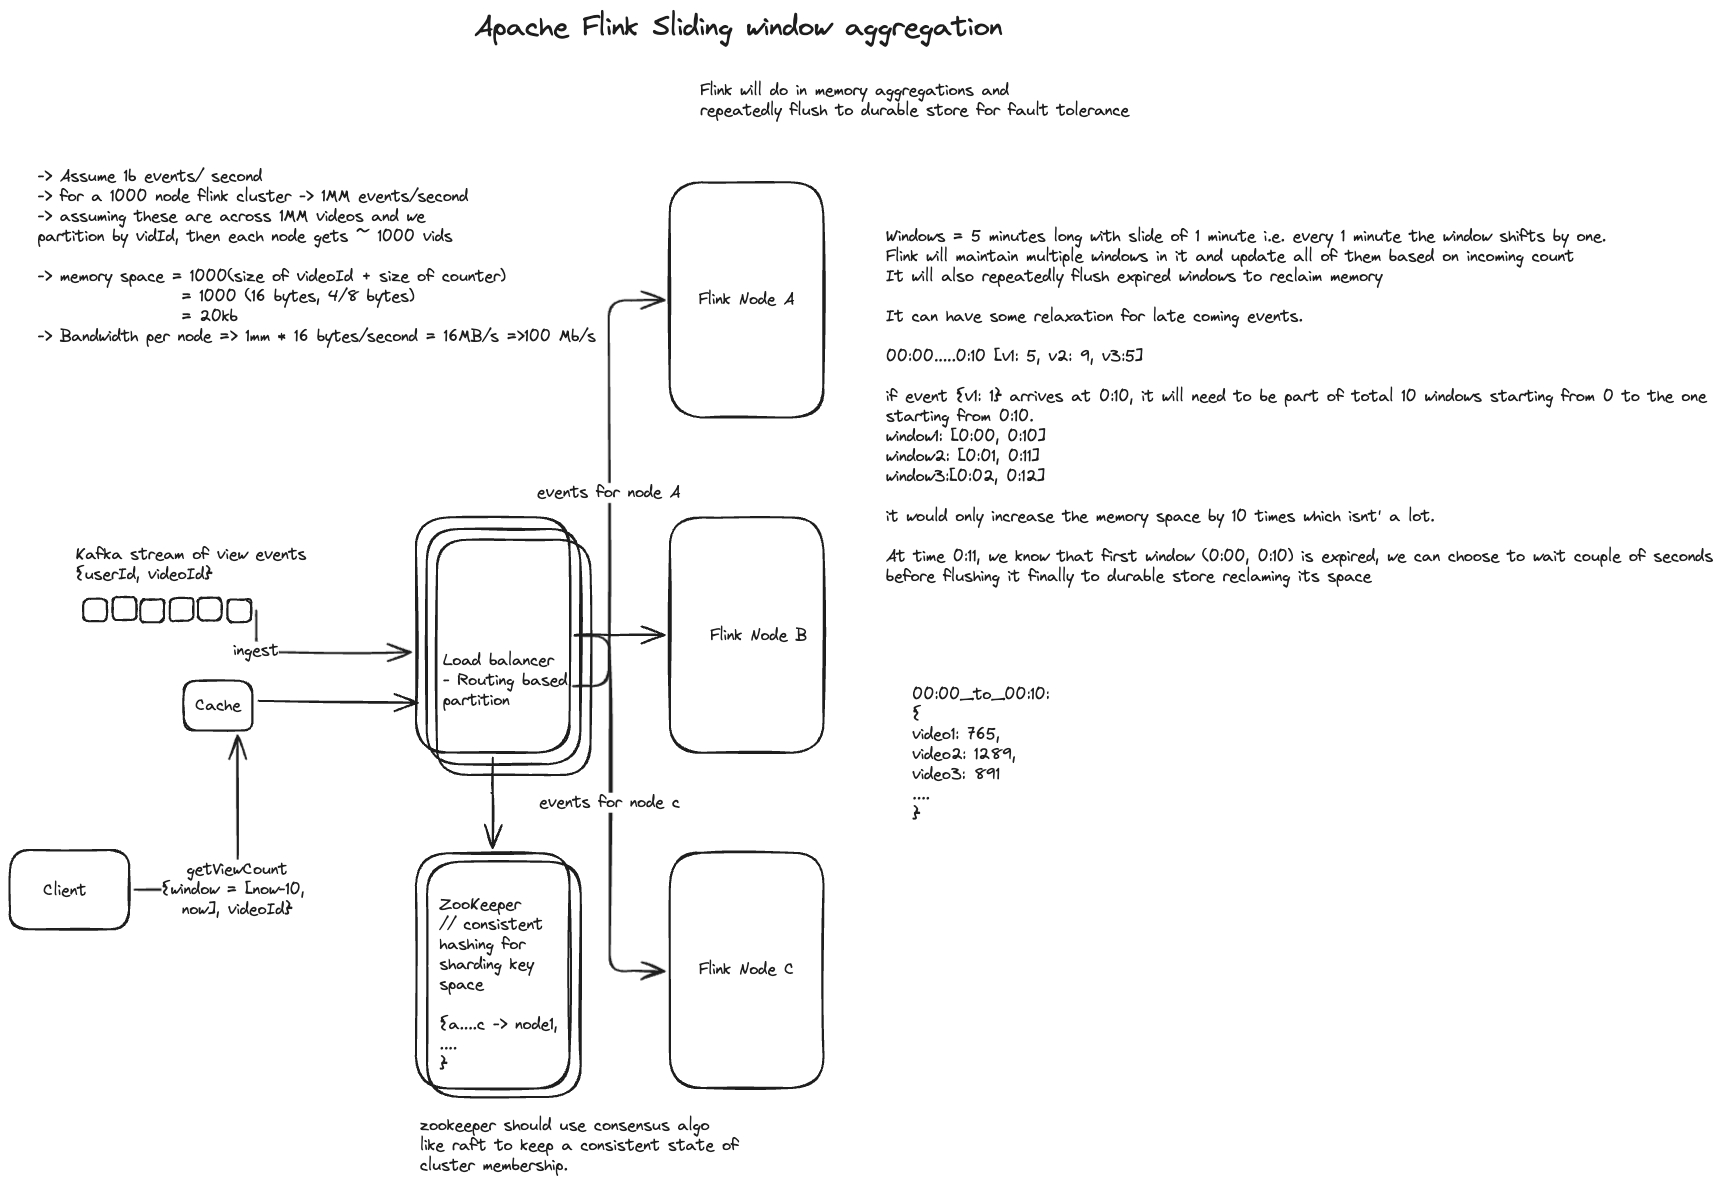 Apache Flink Sliding window aggregation
Flink will do in memory aggregations and
repeatedly flush to durable store for fault tolerance
-> Assume 1b events/ second
-> for a 1000 node flink cluster -> 1MM events/second
-> assuming these are across 1MM videos and we
partition by vidId, then each node gets ~ 1000 vids
-> memory space = 1000(size of videoId + size of counter)
= 1000 (16 bytes, 4/8 bytes)
= 20kb
-> Bandwidth per node => 1mm * 16 bytes/second = 16MB/s =>100 Mb/s
Flink Node A
Windows = 5 minutes long with slide of 1 minute i.e. every 1 minute the window shifts by one.
Flink will maintain multiple windows in it and update all of them based on incoming count
It will also repeatedly flush expired windows to reclaim memory
It can have some relaxation for late coming events.
00:00.....0:10 [v1: 5, v2: 9, v3:5]
if event {v1: 1} arrives at 0:10, it will need to be part of total 10 windows starting from 0 to the one
starting from 0:10.
window1: [0:00, 0:10]
window2: [0:01, 0:11]
window3:[0:02, 0:12]
it would only increase the memory space by 10 times which isnt' a lot.
At time 0:11, we know that first window (0:00, 0:10) is expired, we can choose to wait couple of seconds
before flushing it finally to durable store reclaming its space
events for node A
Kafka stream of view events
{userId, videoId}
ingest
Load balancer
- Routing based
partition
Flink Node B
Cache
00:00_to_00:10:
{
video1: 765,
video2: 1289,
video3: 891
....
}
events for node c
Client
getViewCount
{window = [now-10,
now], videoId}
ZooKeeper
// consistent
hashing for
sharding key
space
{a....c -> node1,
....
}
Flink Node C
zookeeper should use consensus algo
like raft to keep a consistent state of
cluster membership.